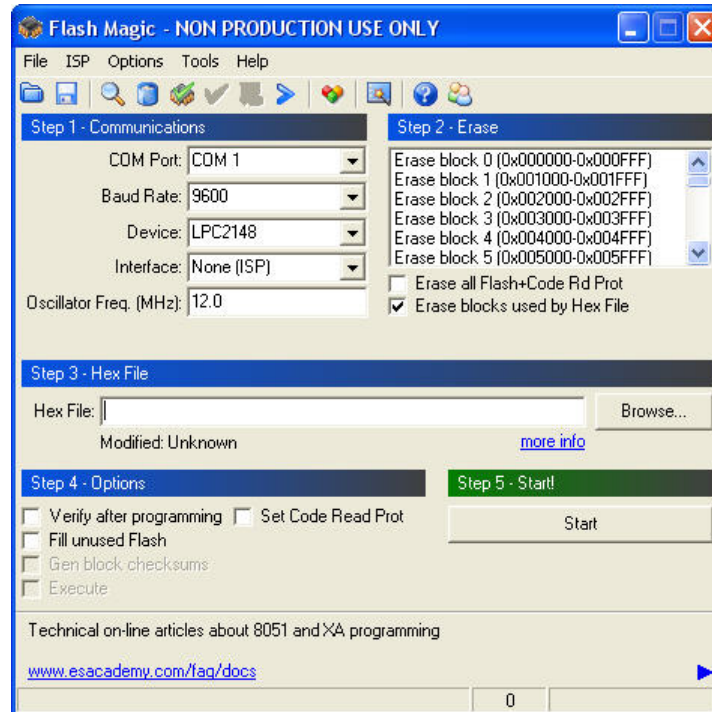 Flash Magic - NON PRODUCTION USE ONLY
File ISP Options Tools Help
Step 1 - Communications
COM Port: COM 1
Baud Rate: 9600
Device: LPC2148
Interface: None (ISP)
Oscillator Freq. (MHz): 12.0
Step 2 - Erase
Erase block 0 (0x000000-0x000FFF)
Erase block 1 (0x001000-0x001FFF)
Erase block 2 (0x002000-0x002FFF)
Erase block 3 (0x003000-0x003FFF)
Erase block 4 (0x004000-0x004FFF)
Erase block 5 (0x005000-0x005FFF)
Erase all Flash+Code Rd Prot
Erase blocks used by Hex File
Step 3 - Hex File
Hex File:
Browse...
Modified: Unknown
more info
Step 4 - Options
Verify after programming
Set Code Read Prot
Fill unused Flash
Gen block checksums
Execute
Step 5 - Start!
Start
Technical on-line articles about 8051 and XA programming
www.esacademy.com/faq/docs
0